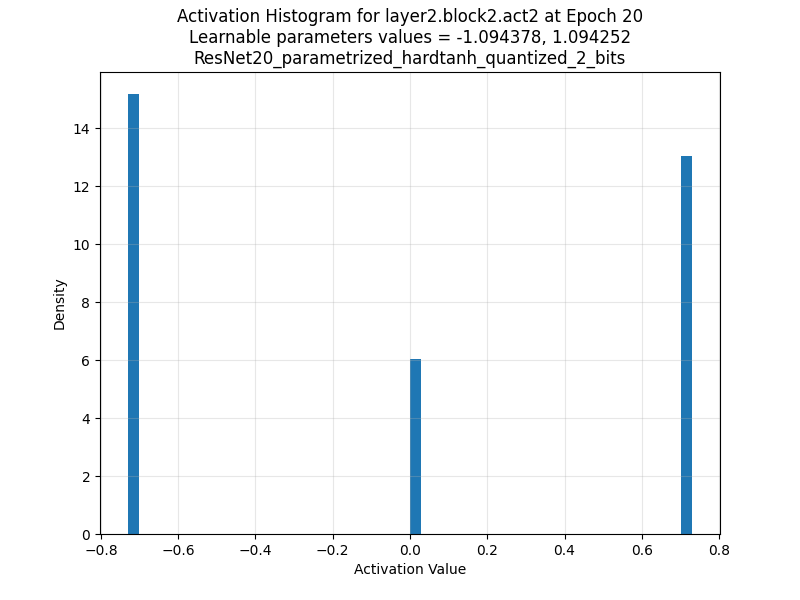 Activation Histogram for layer2.block2.act2 at Epoch 20
Learnable parameters values = -1.094378, 1.094252
ResNet20_parametrized_hardtanh_quantized_2_bits
14
12
10
8
6
4
2
0
Density
−0.8 −0.6 −0.4 −0.2 0.0 0.2 0.4 0.6 0.8
Activation Value